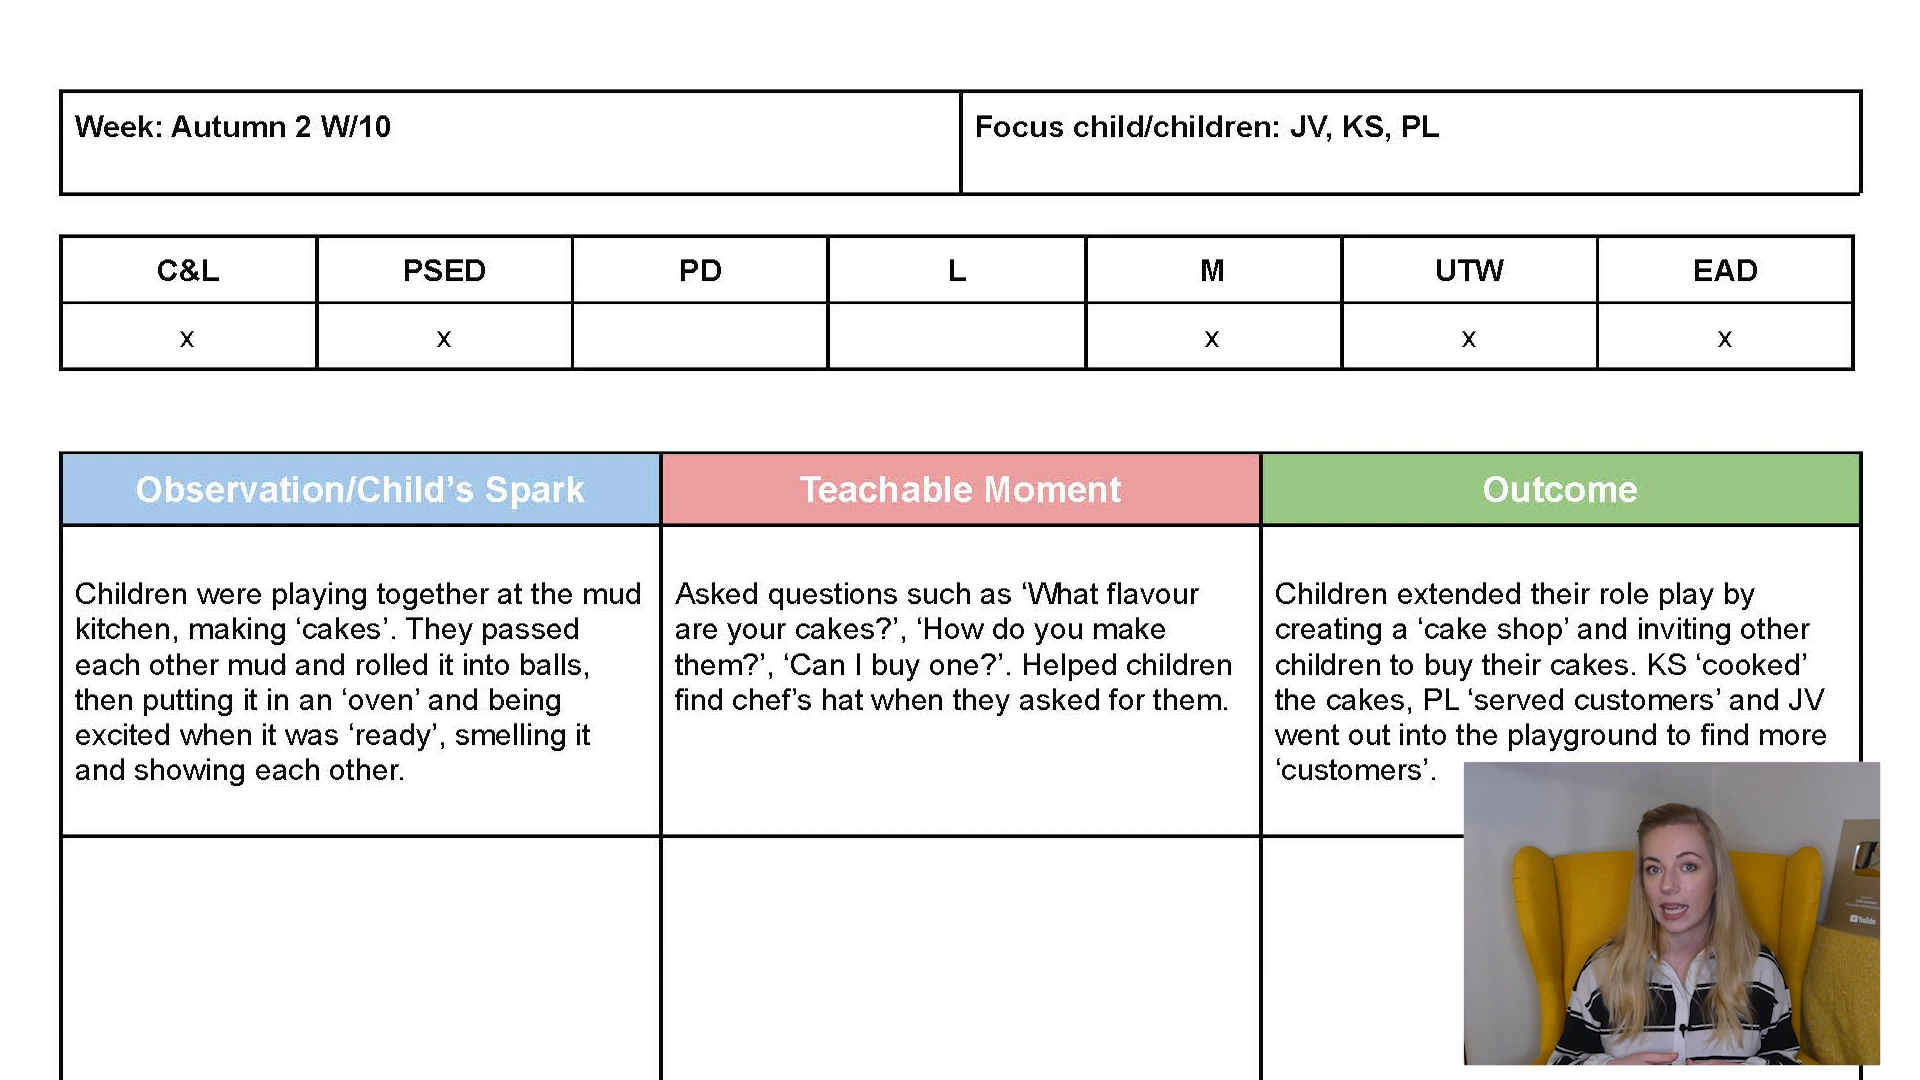 Week: Autumn 2 W/10
Focus child/children: JV, KS, PL
C&L PSED PD L M UTW EAD
x x x x x
Observation/Child’s Spark
Teachable Moment
Outcome
Children were playing together at the mud
kitchen, making ‘cakes’. They passed
each other mud and rolled it into balls,
then putting it in an ‘oven’ and being
excited when it was ‘ready’, smelling it
and showing each other.
Asked questions such as ‘What flavour
are your cakes?’, ‘How do you make
them?’, ‘Can I buy one?’. Helped children
find chef’s hat when they asked for them.
Children extended their role play by
creating a ‘cake shop’ and inviting other
children to buy their cakes. KS ‘cooked’
the cakes, PL ‘served customers’ and JV
went out into the playground to find more
‘customers’.
YouTube